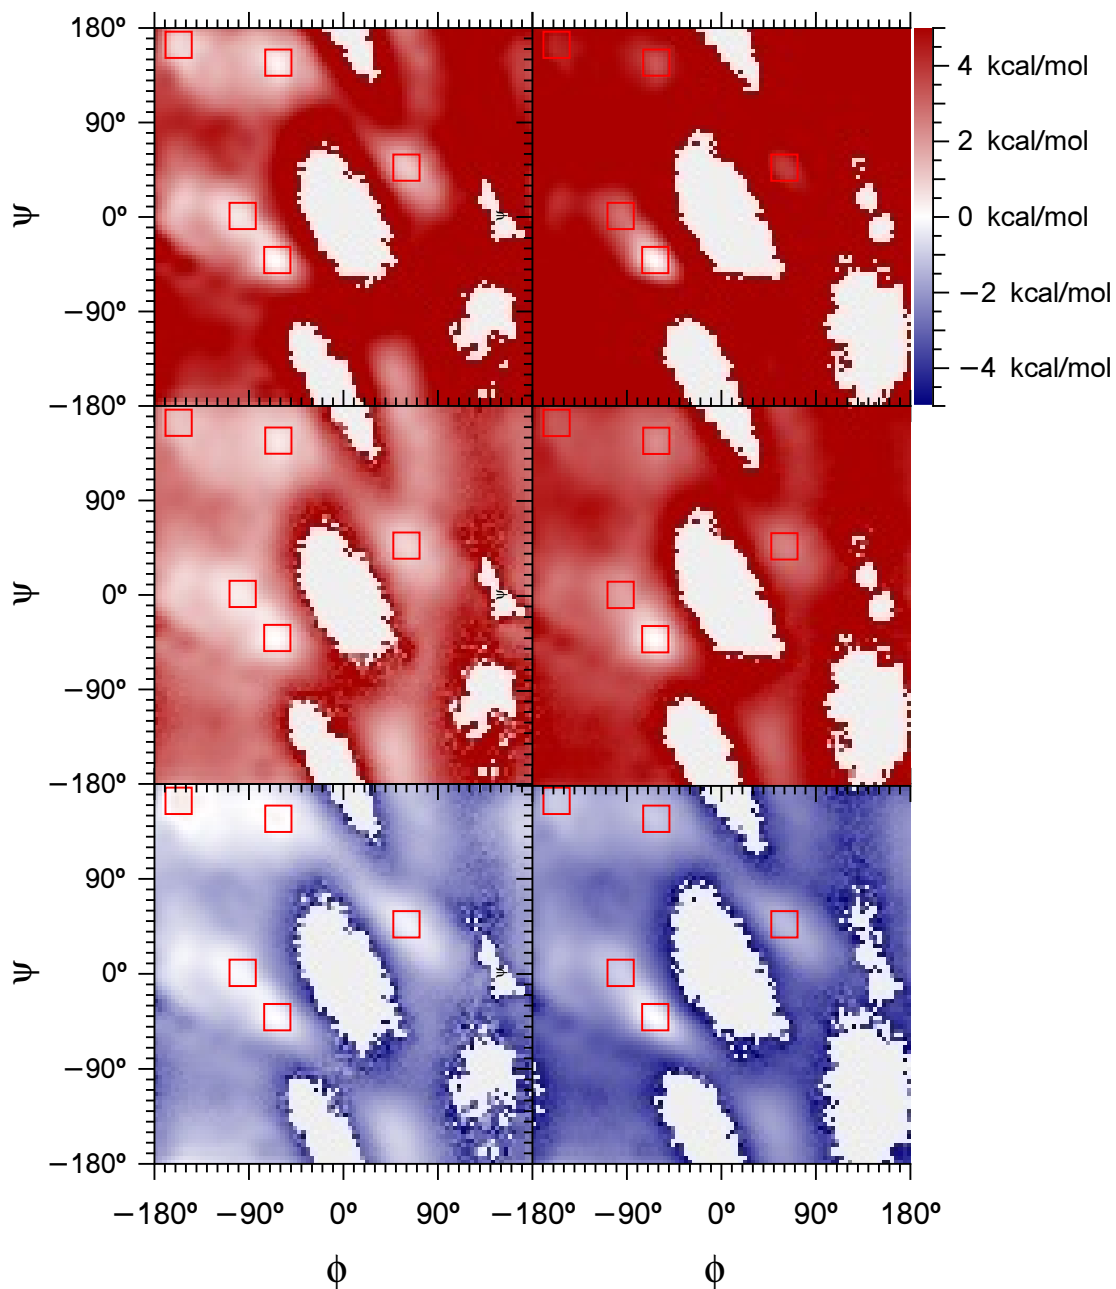 180º
4 kcal/mol
90º
2 kcal/mol
ψ
0º
ψ
0 kcal/mol
−90º
−2 kcal/mol
−4 kcal/mol
−180º
90º
ψ
0º
ψ
−90º
−180º
90º
ψ
0º
ψ
−90º
−180º
−180º −90º 0º 90º −180º −90º 0º 90º 180º
ϕ ϕ